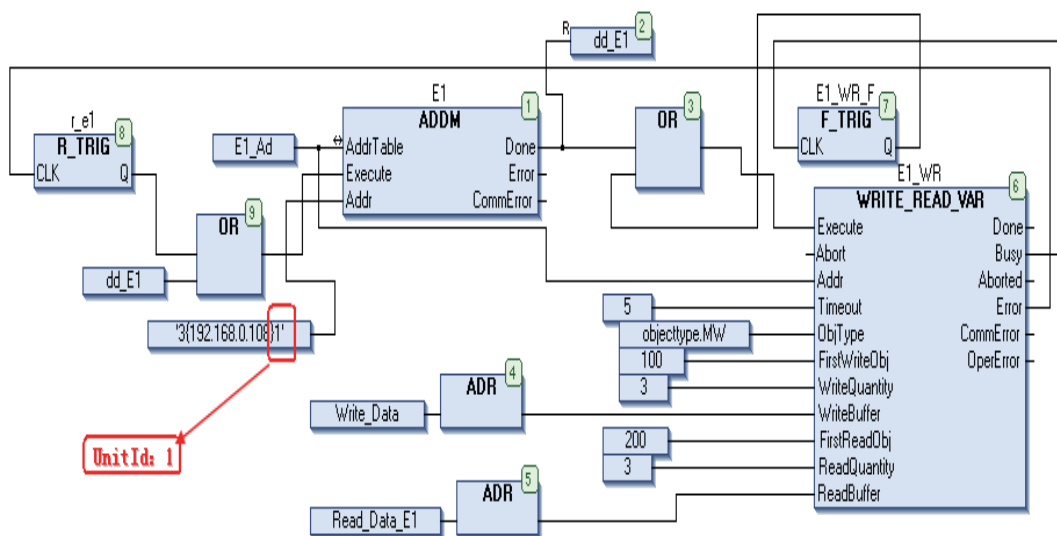 R
dd_E1
2
r_e1
8
R_TRIG
CLK
Q
E1
1
ADDM
AddrTable
Execute
Addr
Done
Error
CommError
E1_Ad
3
OR
E1_WR_F
7
F_TRIG
CLK
Q
9
OR
dd_E1
'3{192.168.0.108}1'
UnitId: 1
E1_WR
6
WRITE_READ_VAR
Execute
Abort
Addr
Timeout
ObjType
FirstWriteObj
WriteQuantity
WriteBuffer
FirstReadObj
ReadQuantity
ReadBuffer
Done
Busy
Aborted
Error
CommError
OperError
5
objecttype.MW
100
3
4
ADR
Write_Data
200
3
5
ADR
Read_Data_E1